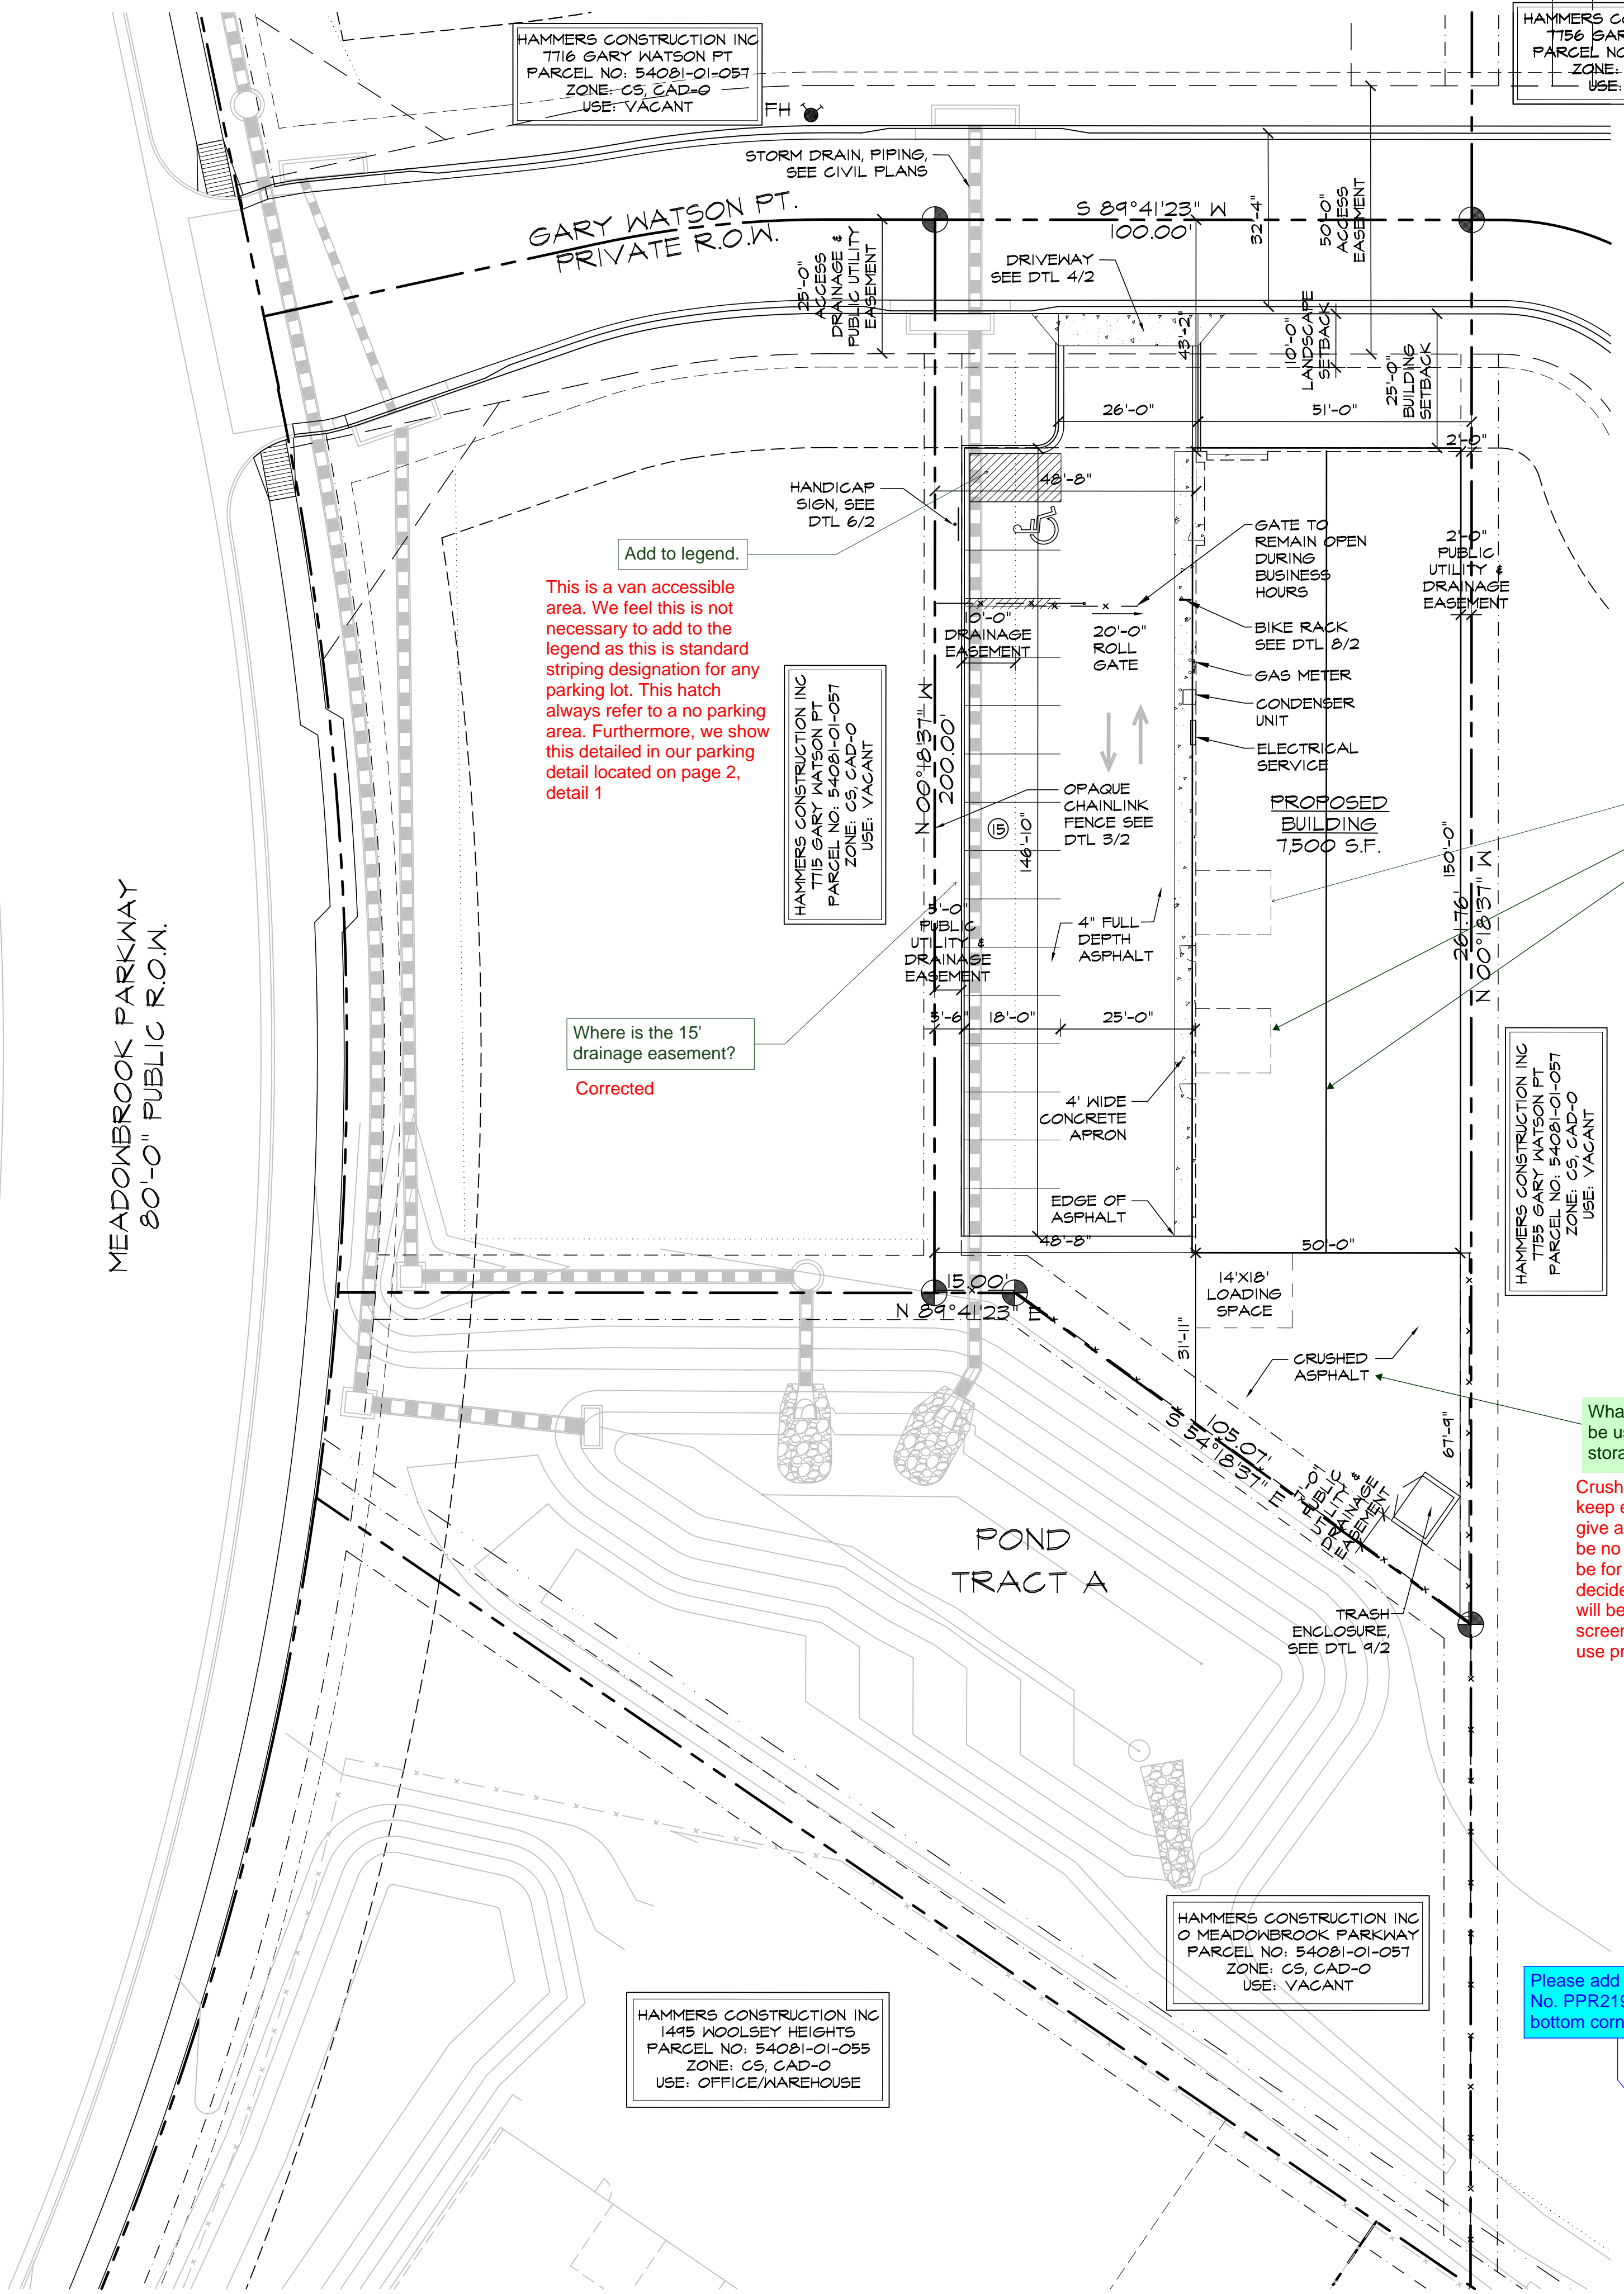 HAMMERS CONSTRUCTION INC
7716 GARY WATSON PT
PARCEL NO: 54081-01-057
ZONE: CS, CAD-O
USE: VACANT
FH
HAMMERS
7756
PARCEL
ZONE:
USE:
STORM DRAIN, PIPING,
SEE CIVIL PLANS
GARY WATSON PT.
PRIVATE R.O.W.
S 89°41'23" W
100.00'
32'-4"
50'-0"
ACCESS
EASEMENT
25'-0"
ACCESS
DRAINAGE &
PUBLIC UTILITY
EASEMENT
DRIVEWAY
SEE DTL 4/2
43'-2"
10'-0"
LANDSCAPE
SETBACK
25'-0"
BUILDING
SETBACK
26'-0"
51'-0"
2'-0"
48'-8"
HANDICAP
SIGN, SEE
DTL 6/2
Add to legend.
This is a van accessible
area. We feel this is not
necessary to add to the
legend as this is standard
striping designation for any
parking lot. This hatch
always refer to a no parking
area. Furthermore, we show
this detailed in our parking
detail located on page 2,
detail 1
GATE TO
REMAIN OPEN
DURING
BUSINESS
HOURS
2'-0"
PUBLIC
UTILITY &
DRAINAGE
EASEMENT
10'-0"
DRAINAGE
EASEMENT
20'-0"
ROLL
GATE
BIKE RACK
SEE DTL 8/2
GAS METER
CONDENSER
UNIT
ELECTRICAL
SERVICE
HAMMERS CONSTRUCTION INC
7715 GARY WATSON PT
PARCEL NO: 54081-01-057
ZONE: CS, CAD-O
USE: VACANT
N 00°18'37" W
200.00'
OPAQUE
CHAINLINK
FENCE SEE
DTL 3/2
15
146'-10"
PROPOSED
BUILDING
7,500 S.F.
150'-0"
261.76'
N 00°18'37" W
5'-0"
PUBLIC
UTILITY &
DRAINAGE
EASEMENT
4" FULL
DEPTH
ASPHALT
MEADOWBROOK PARKWAY
80'-0" PUBLIC R.O.W.
Where is the 15'
drainage easement?
Corrected
5'-6"
18'-0"
25'-0"
4' WIDE
CONCRETE
APRON
EDGE OF
ASPHALT
48'-8"
50'-0"
HAMMERS CONSTRUCTION INC
7755 GARY WATSON PT
PARCEL NO: 54081-01-057
ZONE: CS, CAD-O
USE: VACANT
15.00'
N 89°41'23" E
14'X18'
LOADING
SPACE
31'-11"
CRUSHED
ASPHALT
105.07'
S 54°18'37" E
67'-9"
PUBLIC
UTILITY &
DRAINAGE
EASEMENT
be
keep
give a
be no
be for
will be
use
POND
TRACT A
TRASH
ENCLOSURE,
SEE DTL 9/2
HAMMERS CONSTRUCTION INC
0 MEADOWBROOK PARKWAY
PARCEL NO: 54081-01-057
ZONE: CS, CAD-O
USE: VACANT
Please add
No.
bottom
HAMMERS CONSTRUCTION INC
1495 WOOLSEY HEIGHTS
PARCEL NO: 54081-01-055
ZONE: CS, CAD-O
USE: OFFICE/WAREHOUSE